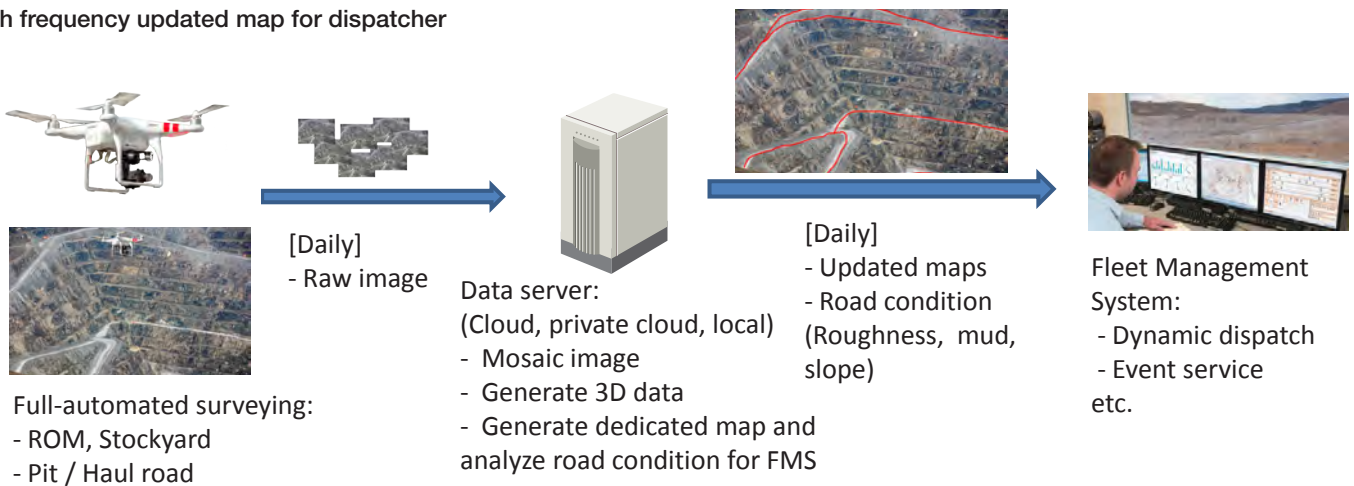 h frequency updated map for dispatcher
[Daily]
- Raw image
Full-automated surveying:
- ROM, Stockyard
- Pit / Haul road
Data server:
(Cloud, private cloud, local)
- Mosaic image
- Generate 3D data
- Generate dedicated map and
analyze road condition for FMS
[Daily]
- Updated maps
- Road condition
(Roughness, mud,
slope)
Fleet Management
System:
- Dynamic dispatch
- Event service
etc.